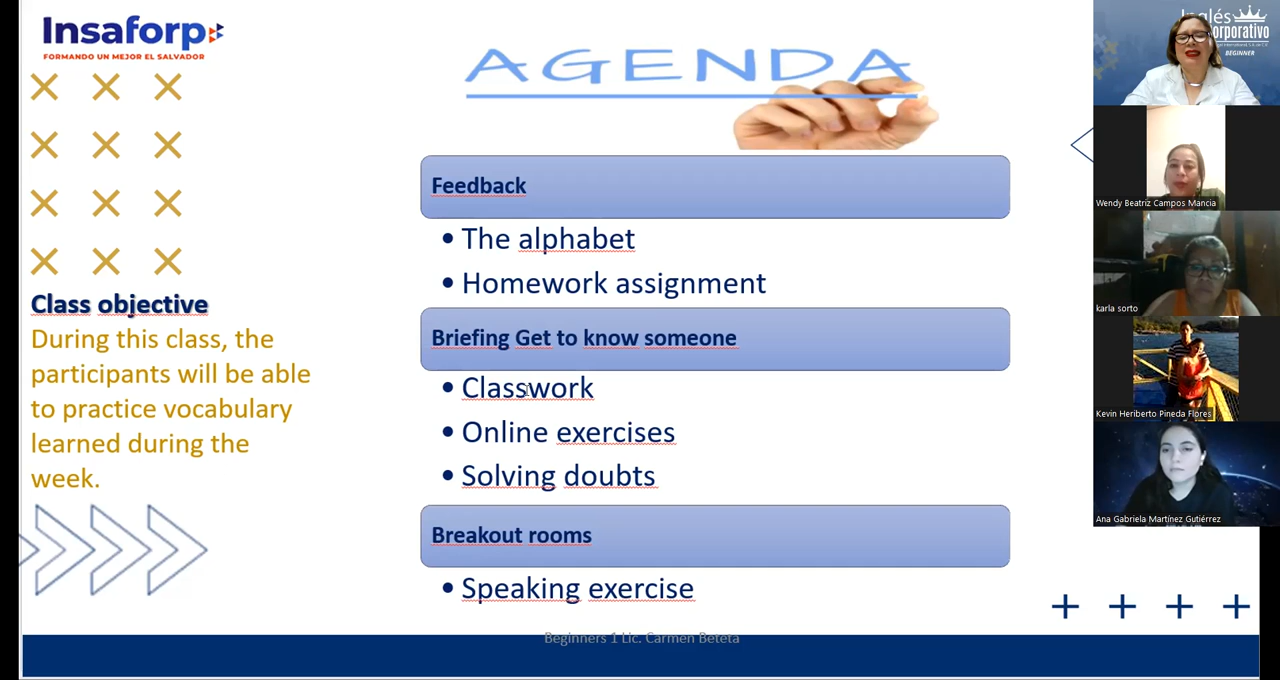 Insaforp
FORMANDO UN MEJOR EL SALVADOR
AGENDA
Feedback
• The alphabet
• Homework assignment
Briefing Get to know someone
• Classwork
• Online exercises
• Solving doubts
Breakout rooms
• Speaking exercise
Class objective
During this class, the
participants will be able
to practice vocabulary
learned during the
week.
Beginners 1 Lic. Carmen Beteta
Inglés
BEGINNER
Wendy Beatriz Campos Mancia
karla sorto
Kevin Heriberto Pineda Flores
Ana Gabriela Martínez Gutiérrez